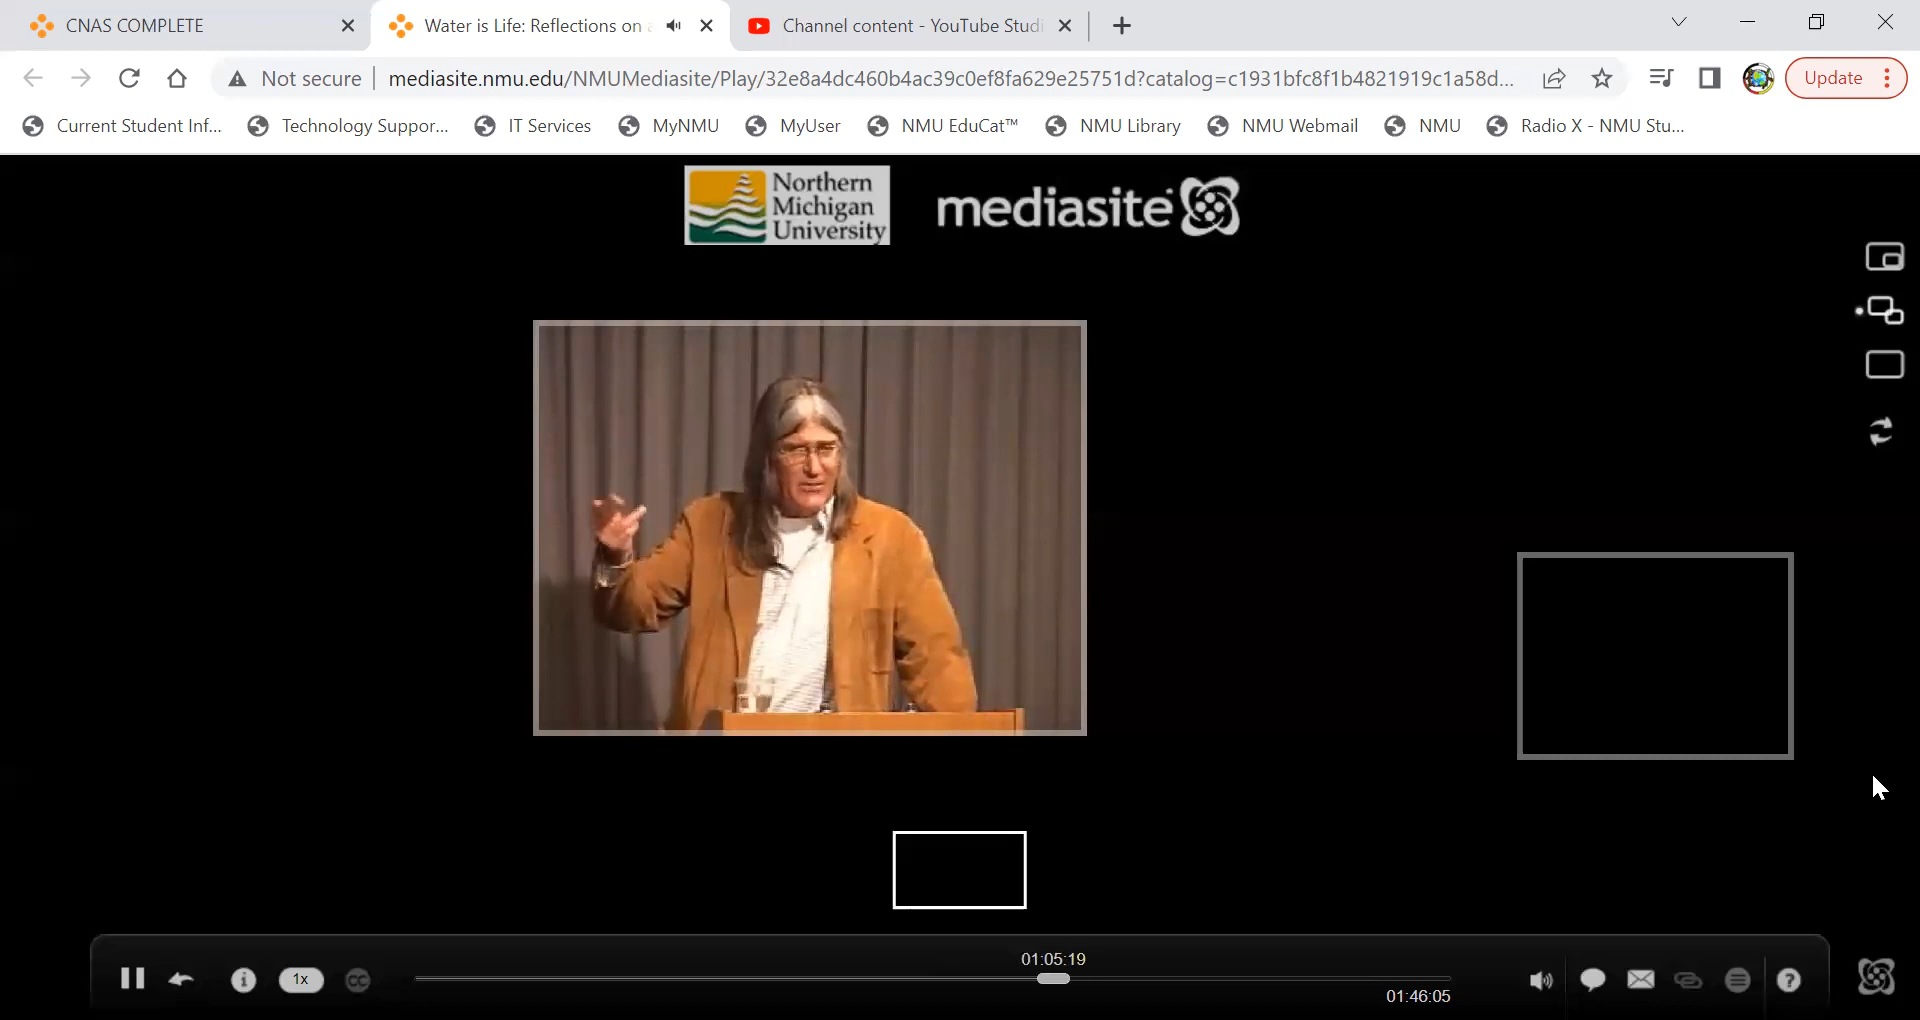 CNAS COMPLETE
Water is Life: Reflections on
Channel content - YouTube Studi
Not secure
mediasite.nmu.edu/NMUMediasite/Play/32e8a4dc460b4ac39c0ef8fa629e25751d?catalog=c1931bfc8f1b4821919c1a58d...
Update
Current Student Inf...
Technology Suppor...
IT Services
MyNMU
MyUser
NMU EduCat™
NMU Library
NMU Webmail
NMU
Radio X - NMU Stu...
Northern
Michigan
University
mediasite
01:05:19
1x
CC
01:46:05